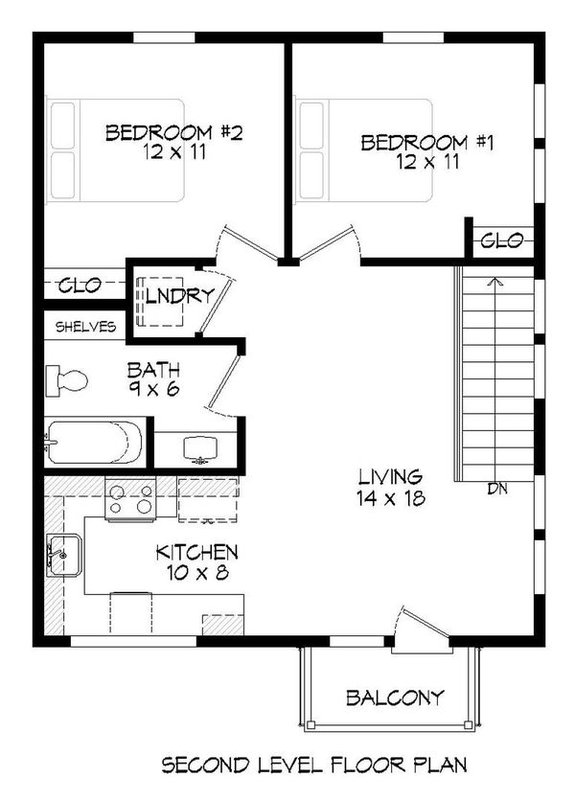 BEDROOM #2
12 x 11
BEDROOM #1
12 x 11
CLO
CLO
LNDRY
SHELVES
BATH
9 x 6
LIVING
14 x 18
DN
KITCHEN
10 x 8
BALCONY
SECOND LEVEL FLOOR PLAN